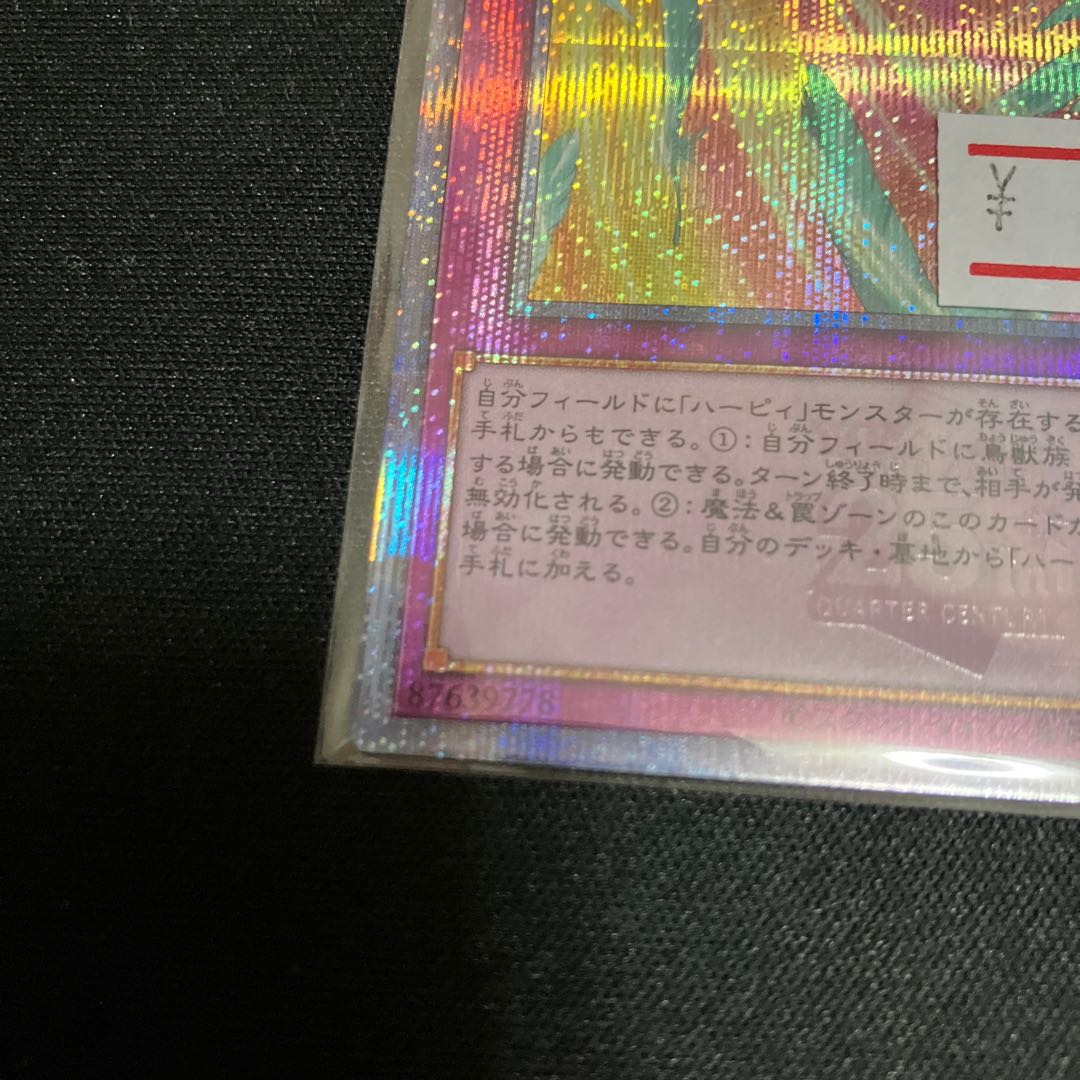 自分フィールドに「ハーピィ」モンスターが存在する
手札からもできる。①：自分フィールドに鳥獣族
する場合に発動できる。ターン終了時まで、相手が発
無効化される。②：魔法＆罠ゾーンのこのカードが
場合に発動できる。自分のデッキ・墓地から「ハー
手札に加える。
QUARTER CENTURY
87639778